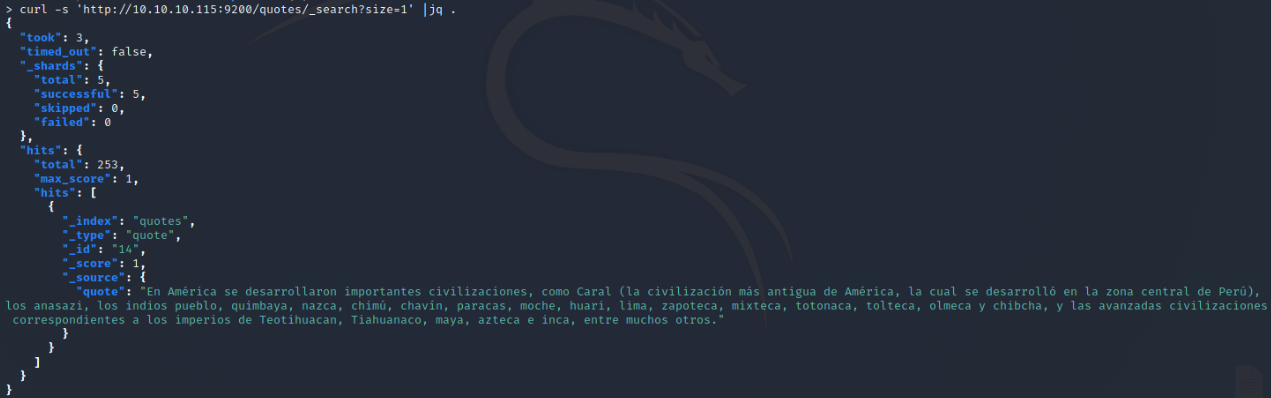 > curl -s 'http://10.10.10.115:9200/quotes/_search?size=1' |jq .
{
  "took": 3,
  "timed_out": false,
  "_shards": {
    "total": 5,
    "successful": 5,
    "skipped": 0,
    "failed": 0
  },
  "hits": {
    "total": 253,
    "max_score": 1,
    "hits": [
      {
        "_index": "quotes",
        "_type": "quote",
        "_id": "14",
        "_score": 1,
        "_source": {
          "quote": "En América se desarrollaron importantes civilizaciones, como Caral (la civilización más antigua de América, la cual se desarrolló en la zona central de Perú),
los anasazi, los indios pueblo, quimbaya, nazca, chimú, chavín, paracas, moche, huari, lima, zapoteca, mixteca, totonaca, tolteca, olmeca y chibcha, y las avanzadas civilizaciones
 correspondientes a los imperios de Teotihuacan, Tiahuanaco, maya, azteca e inca, entre muchos otros."
        }
      }
    ]
  }
}